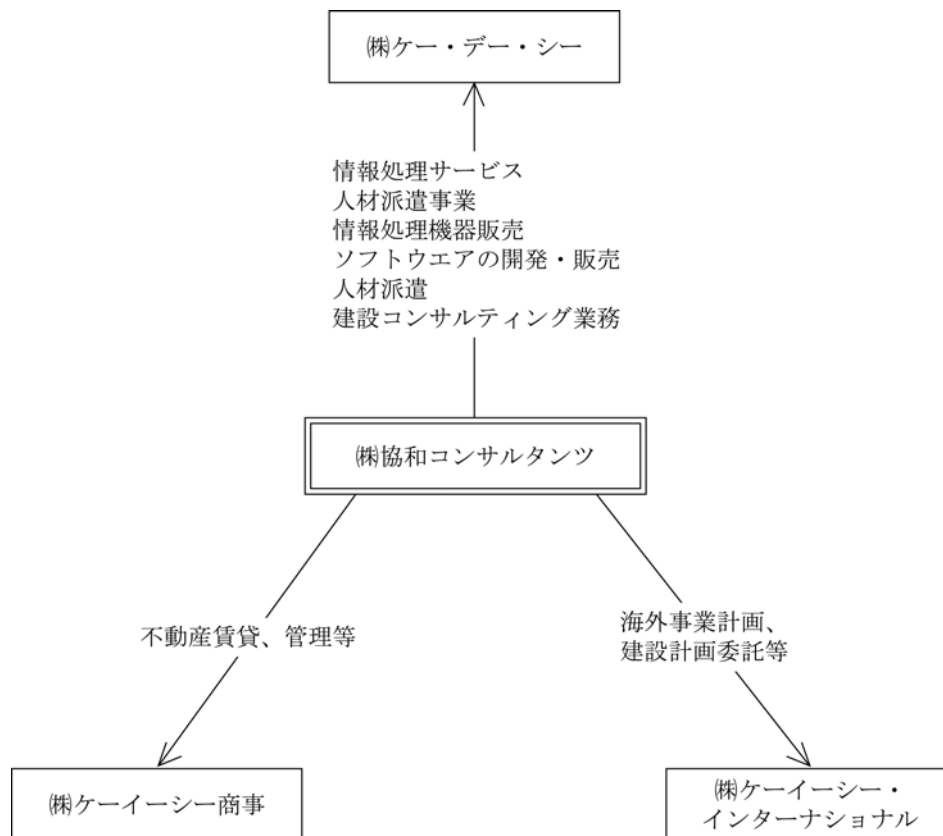 ㈱ケー・デー・シー
情報処理サービス
人材派遣事業
情報処理機器販売
ソフトウエアの開発・販売
人材派遣
建設コンサルティング業務
㈱協和コンサルタンツ
不動産賃貸、管理等
海外事業計画、
建設計画委託等
㈱ケーイーシー商事
㈱ケーイーシー・
インターナショナル